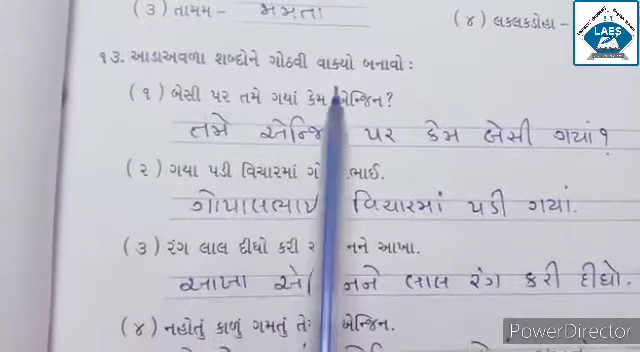 (૩) તામમ - મમતા
(૪) લકલકડોહા -
LAES
૧૩. આડાઅવળા શબ્દોને ગોઠવી વાક્યો બનાવો :
(૧) બેસી પર તમે ગયાં કેમ એન્જિન?
તમે એન્જિ પર કેમ બેસી ગયાં?
(૨) ગયા પડી વિચારમાં ગો ભાઈ.
ગોપાલભાઇ વિચારમાં પડી ગયાં.
(૩) રંગ લાલ દીધો કરી નને આખા.
આખા એ નને લાલ રંગ કરી દીધો.
(૪) નહોતું કાળું ગમતું તે એન્જિન.
PowerDirector